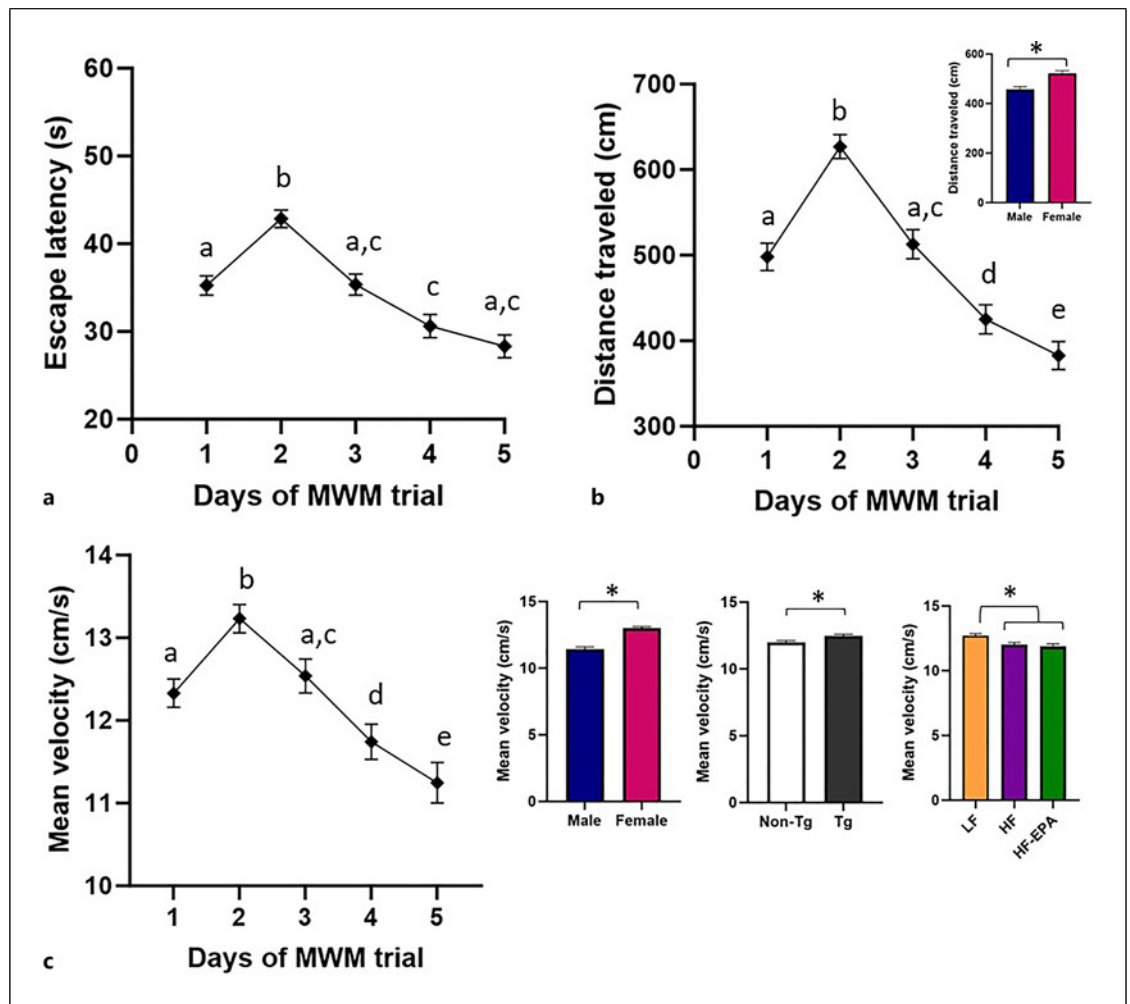 60
50
40
30
20
Escape latency (s)
a
b
a,c
c
a,c
0 1 2 3 4 5
Days of MWM trial
a
700
600
500
400
300
Distance traveled (cm)
a
b
a,c
d
e
0 1 2 3 4 5
Days of MWM trial
b
600
400
200
0
Distance traveled (cm)
*
Male Female
14
13
12
11
10
Mean velocity (cm/s)
a
b
a,c
d
e
1 2 3 4 5
Days of MWM trial
c
15
10
5
0
Mean velocity (cm/s)
*
Male Female
15
10
5
0
Mean velocity (cm/s)
*
Non-Tg Tg
15
10
5
0
Mean velocity (cm/s)
*
LF HF HF-EPA